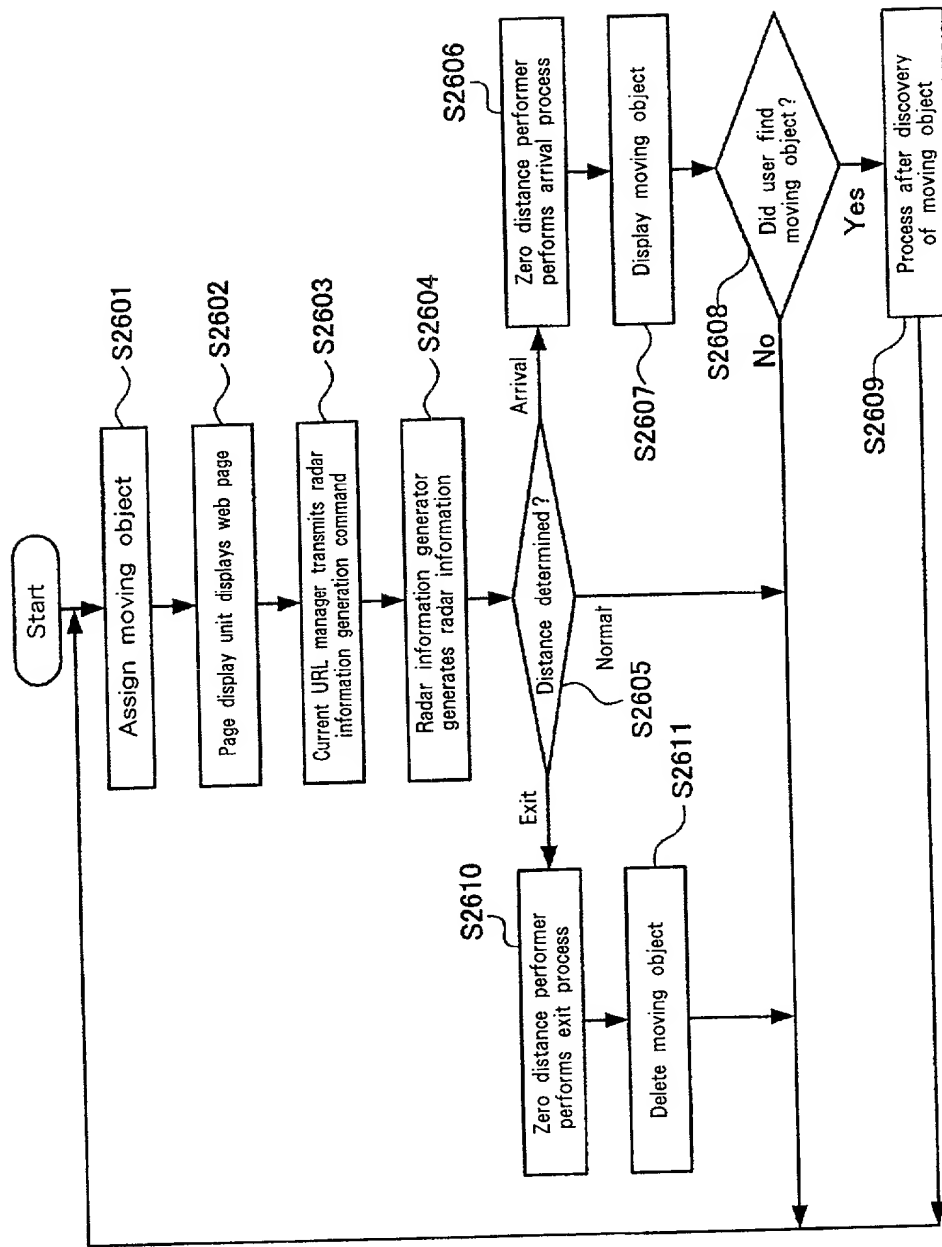 Start
Assign moving object
S2601
Page display unit displays web page
S2602
Current URL manager transmits radar
information generation command
S2603
Radar information generator
generates radar information
S2604
Distance determined?
S2605
Exit
Normal
Arrival
Zero distance performer
performs exit process
S2610
Delete moving object
S2611
Zero distance performer
performs arrival process
S2606
Display moving object
S2607
Did user find
moving object?
S2608
No
Yes
Process after discovery
of moving object
S2609